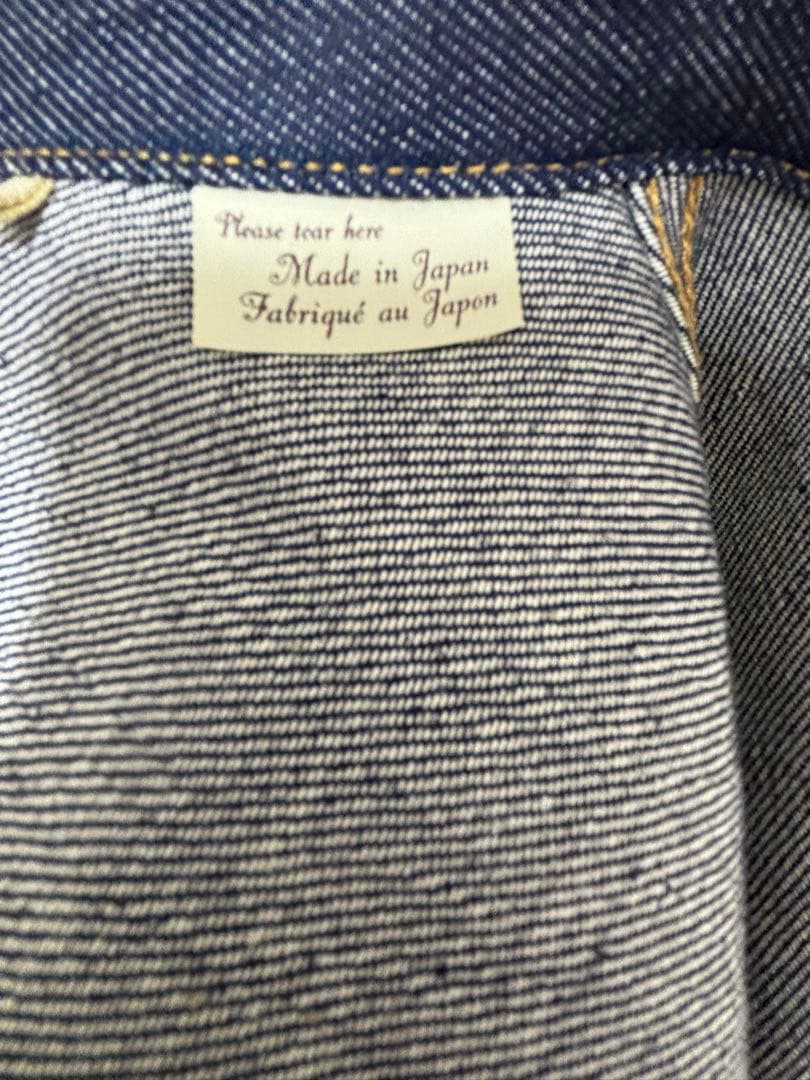 Please tear here
Made in Japan
Fabriqué au Japon